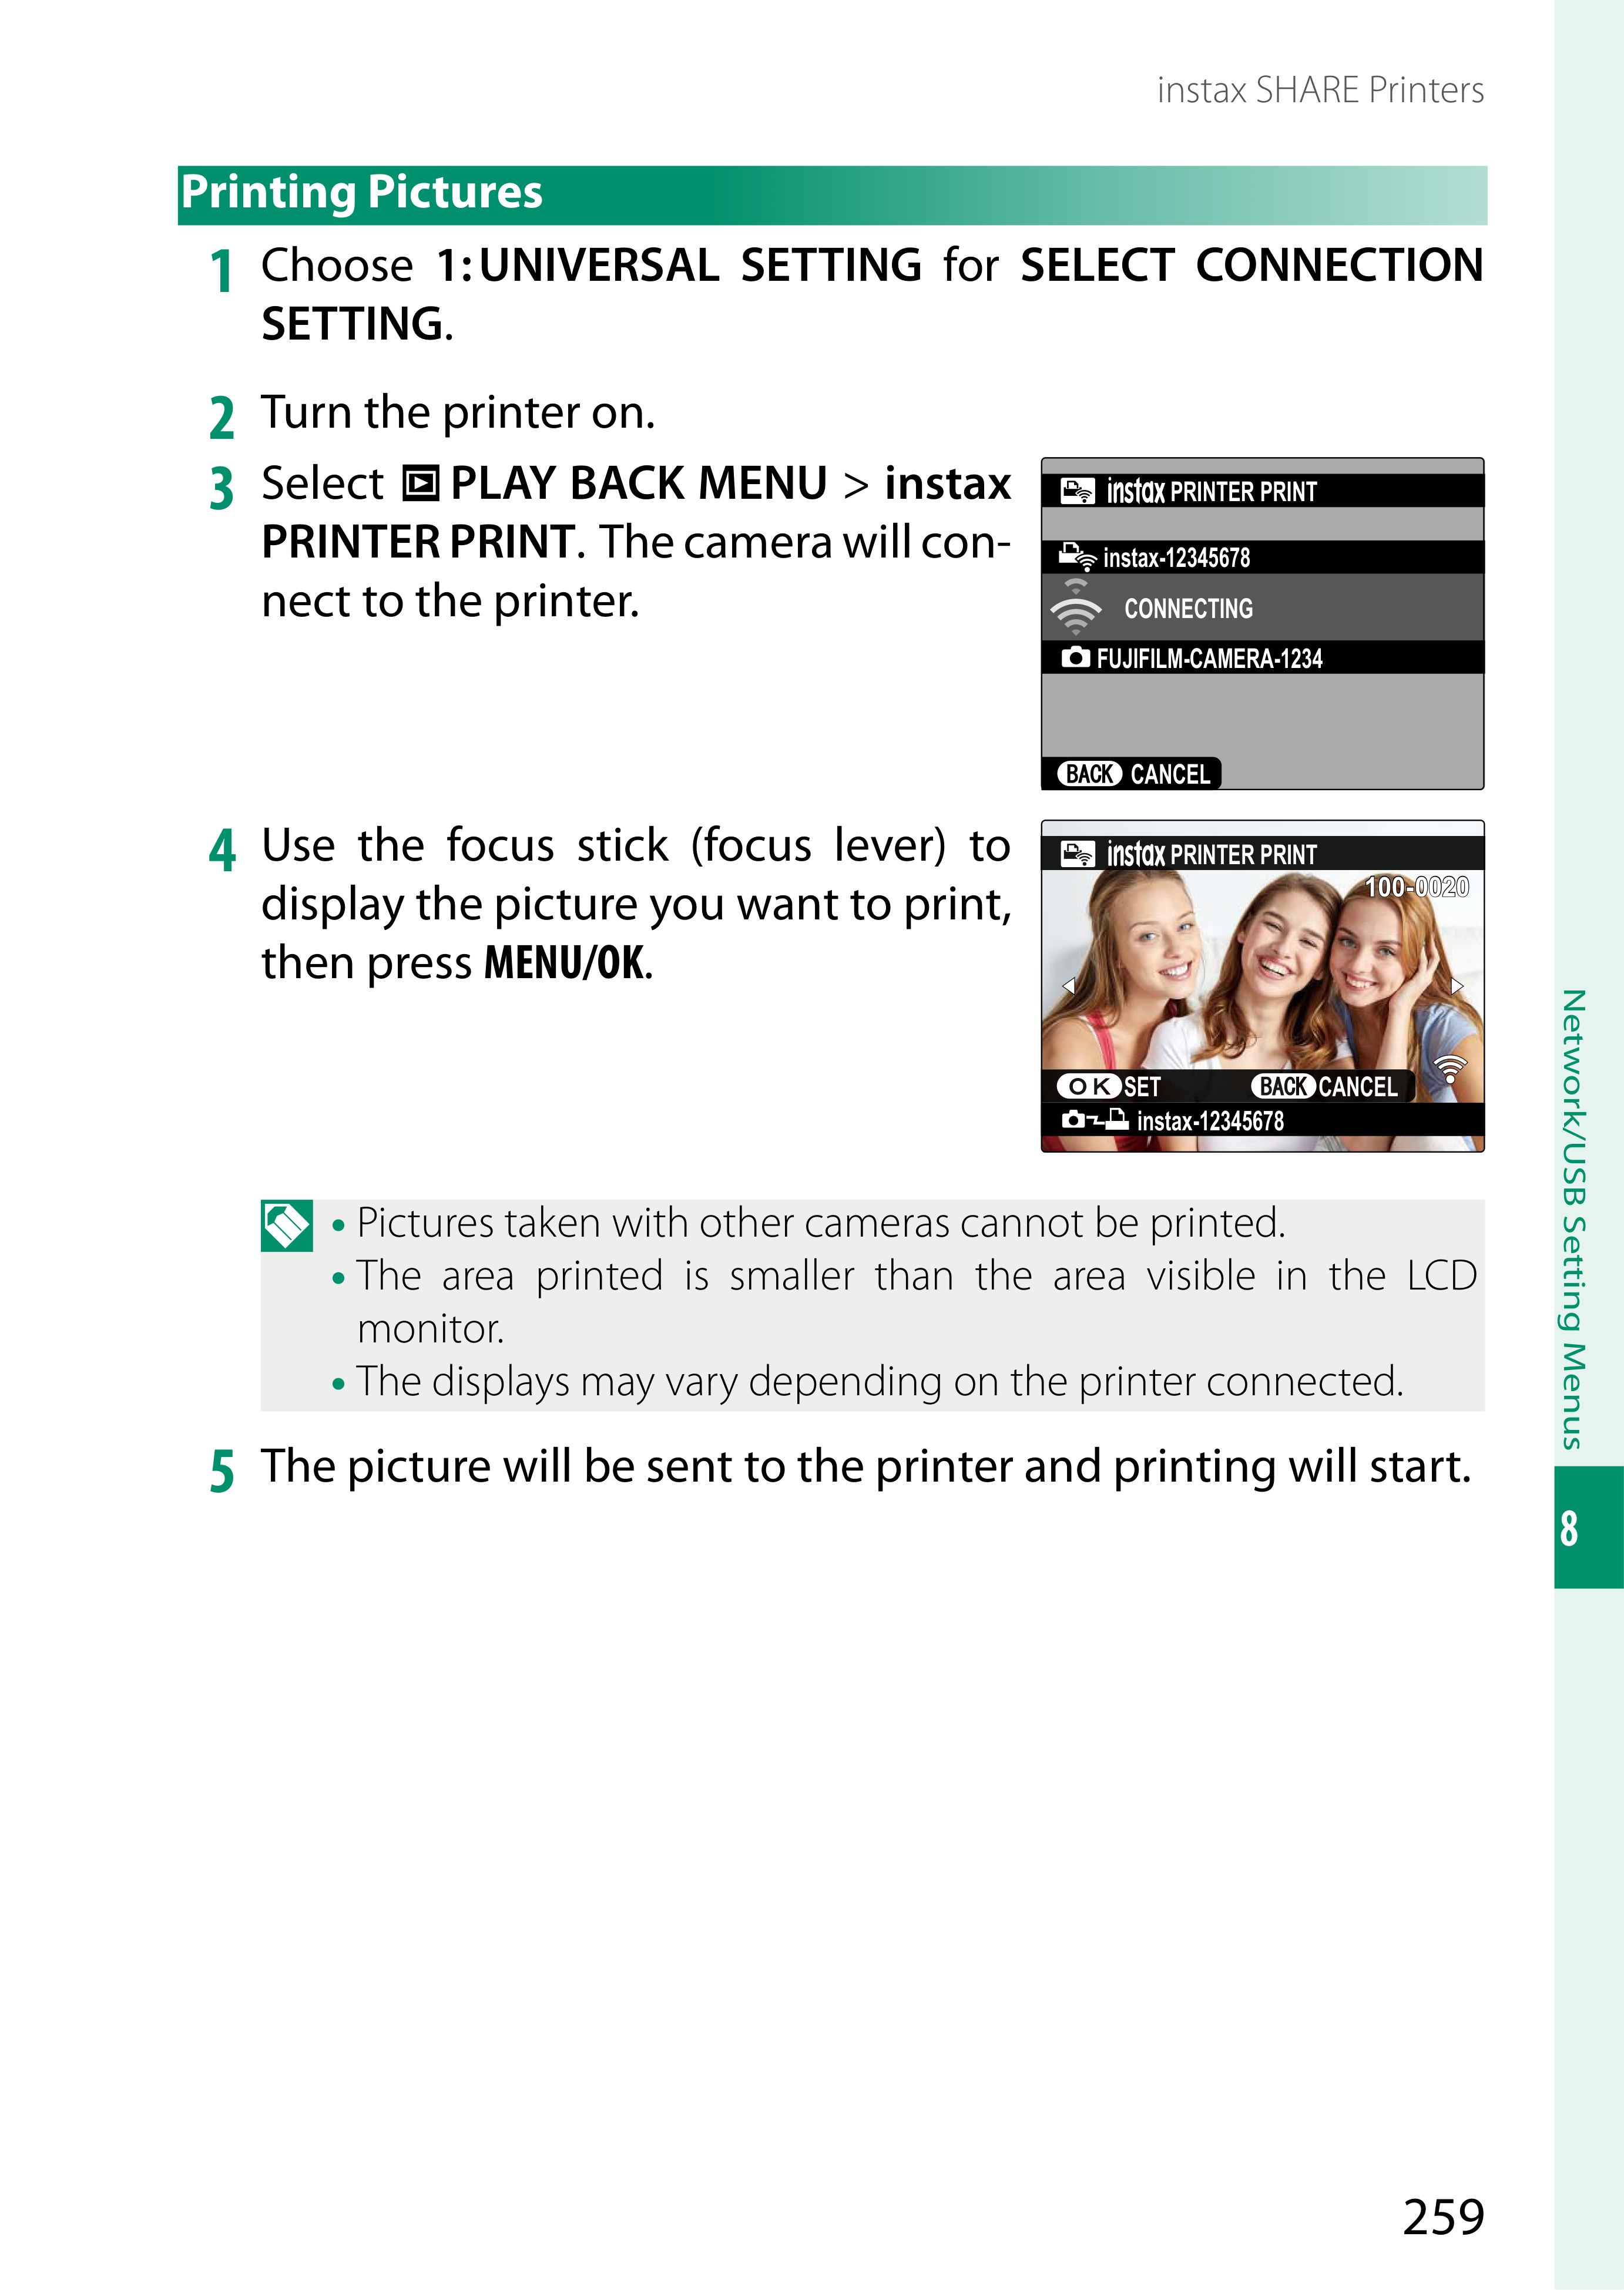 instax SHARE Printers
Printing Pictures
1 Choose 1: UNIVERSAL SETTING for SELECT CONNECTION
SETTING.
2 Turn the printer on.
3 Select PLAY BACK MENU > instax
PRINTER PRINT. The camera will con-
nect to the printer.
instax PRINTER PRINT
instax-12345678
CONNECTING
FUJIFILM-CAMERA-1234
BACK CANCEL
4 Use the focus stick (focus lever) to
display the picture you want to print,
then press MENU/OK.
instax PRINTER PRINT
100-0020
OK SET BACK CANCEL
instax-12345678
• Pictures taken with other cameras cannot be printed.
• The area printed is smaller than the area visible in the LCD
monitor.
• The displays may vary depending on the printer connected.
5 The picture will be sent to the printer and printing will start.
Network/USB Setting Menus
8
259